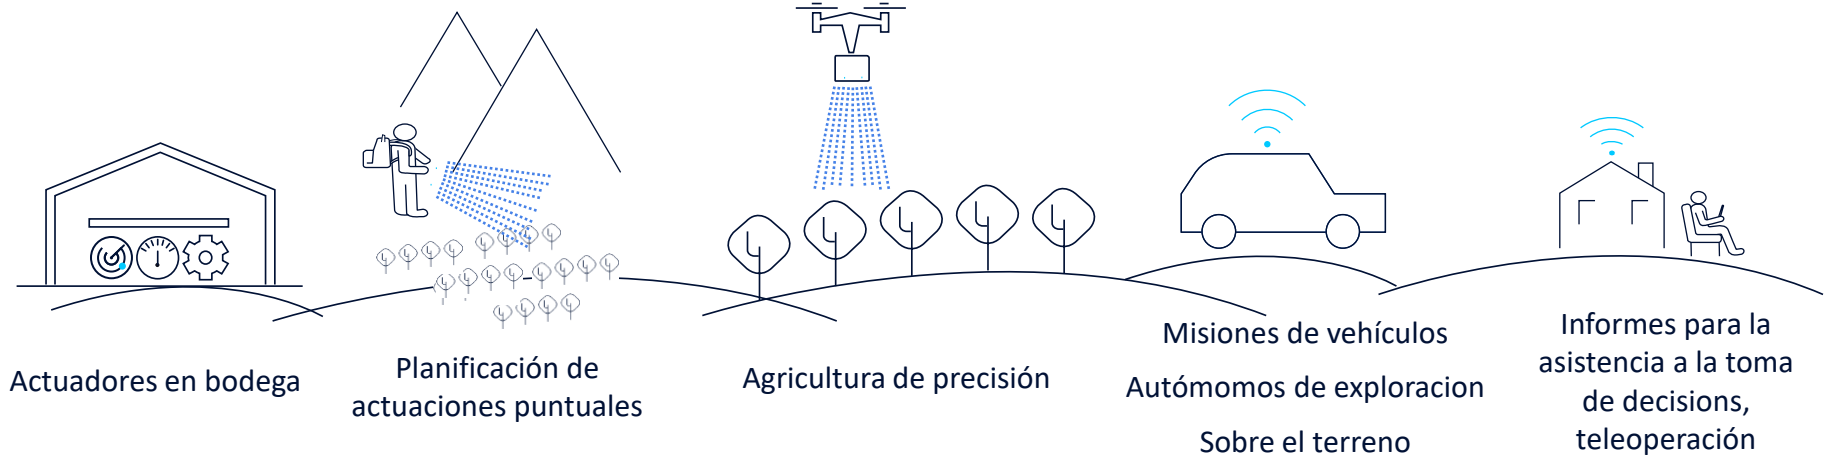 Actuadores en bodega
Planificación de
actuaciones puntuales
Agricultura de precisión
Misiones de vehículos
Autómomos de exploracion
Sobre el terreno
Informes para la
asistencia a la toma
de decisions,
teleoperación